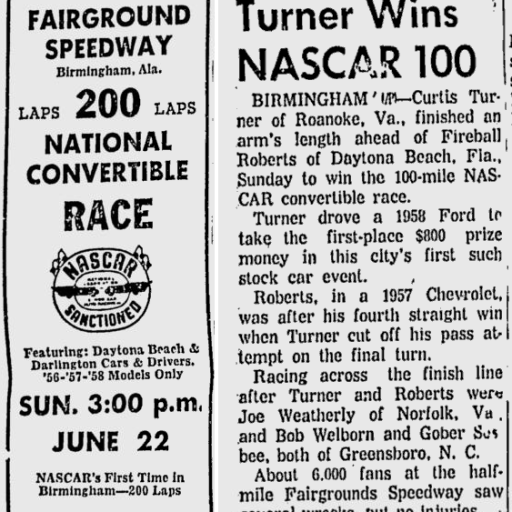 FAIRGROUND
SPEEDWAY
Birmingham, Ala.
LAPS 200 LAPS
NATIONAL
CONVERTIBLE
RACE
NASCAR
SANCTIONED
Featuring: Daytona Beach &
Darlington Cars & Drivers.
'56-'57-'58 Models Only
SUN. 3:00 p.m.
JUNE 22
NASCAR's First Time in
Birmingham—200 Laps
Turner Wins
NASCAR 100
BIRMINGHAM (UPI)—Curtis Tur-
ner of Roanoke, Va., finished an
arm's length ahead of Fireball
Roberts of Daytona Beach, Fla.,
Sunday to win the 100-mile NAS-
CAR convertible race.
Turner drove a 1958 Ford to
take the first-place $800 prize
money in this city's first such
stock car event.
Roberts, in a 1957 Chevrolet,
was after his fourth straight win
when Turner cut off his pass at-
tempt on the final turn.
Racing across the finish line
after Turner and Roberts were
Joe Weatherly of Norfolk, Va.,
and Bob Welborn and Gober Sos-
bee, both of Greensboro, N. C.
About 6,000 fans at the half-
mile Fairgrounds Speedway saw
several wrecks, but no injuries.